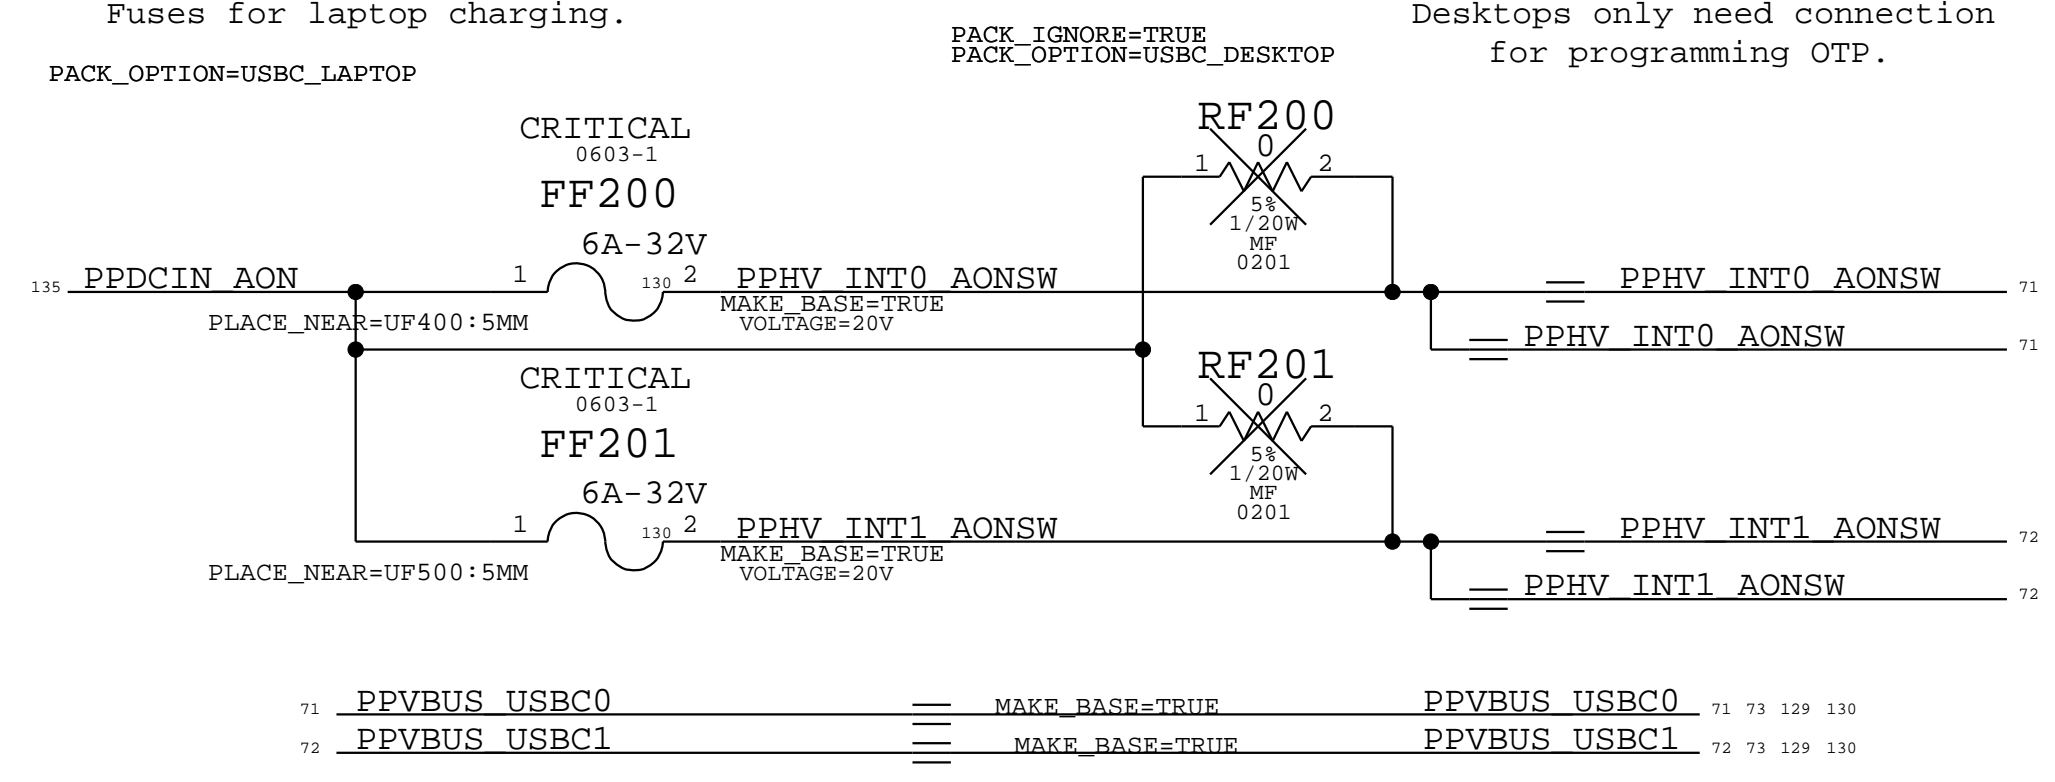 Fuses for laptop charging.
Desktops only need connection
for programming OTP.
PACK_IGNORE=TRUE
PACK_OPTION=USBC_DESKTOP
PACK_OPTION=USBC_LAPTOP
CRITICAL
0603-1
FF200
6A-32V
RF200
0
1 2
5%
1/20W
MF
0201
135 PPDCIN_AON
1 130 2
PPHV_INT0_AONSW
MAKE_BASE=TRUE
VOLTAGE=20V
PLACE_NEAR=UF400:5MM
PPHV_INT0_AONSW 71
PPHV_INT0_AONSW 71
CRITICAL
0603-1
FF201
6A-32V
RF201
0
1 2
5%
1/20W
MF
0201
1 130 2
PPHV_INT1_AONSW
MAKE_BASE=TRUE
VOLTAGE=20V
PLACE_NEAR=UF500:5MM
PPHV_INT1_AONSW 72
PPHV_INT1_AONSW 72
71 PPVBUS_USBC0 MAKE_BASE=TRUE PPVBUS_USBC0 71 73 129 130
72 PPVBUS_USBC1 MAKE_BASE=TRUE PPVBUS_USBC1 72 73 129 130